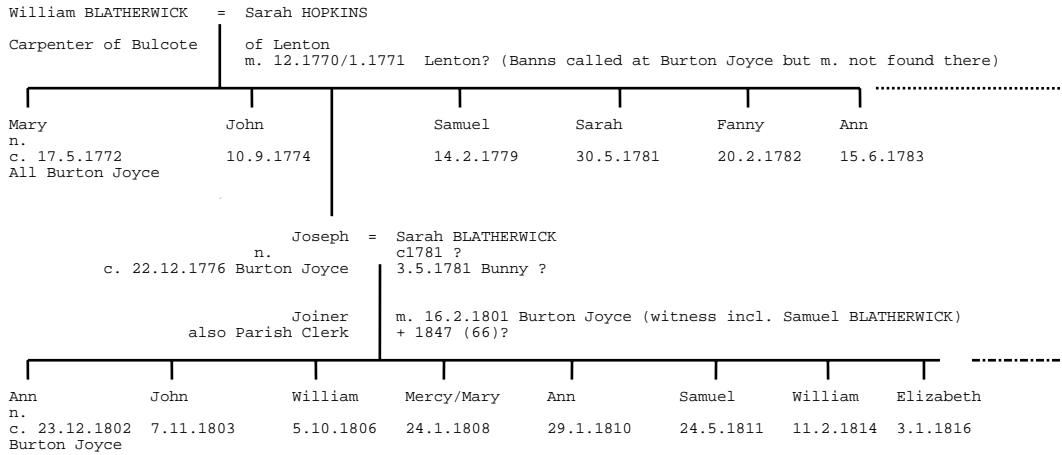 William BLATHERWICK = Sarah HOPKINS
Carpenter of Bulcote of Lenton
m. 12.1770/1.1771 Lenton? (Banns called at Burton Joyce but m. not found there)
Mary John Samuel Sarah Fanny Ann
n.
c. 17.5.1772 10.9.1774 14.2.1779 30.5.1781 20.2.1782 15.6.1783
All Burton Joyce
Joseph = Sarah BLATHERWICK
n. c1781 ?
c. 22.12.1776 Burton Joyce 3.5.1781 Bunny ?
Joiner m. 16.2.1801 Burton Joyce (witness incl. Samuel BLATHERWICK)
also Parish Clerk + 1847 (66)?
Ann John William Mercy/Mary Ann Samuel William Elizabeth
n.
c. 23.12.1802 7.11.1803 5.10.1806 24.1.1808 29.1.1810 24.5.1811 11.2.1814 3.1.1816
Burton Joyce